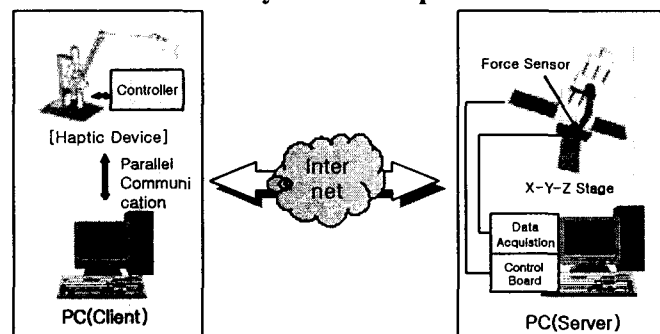 Controller
[Haptic Device]
Parallel
Communi
cation
PC(Client)
Inter
net
Force Sensor
X-Y-Z Stage
Data
Acquistion
Control
Board
PC(Server)